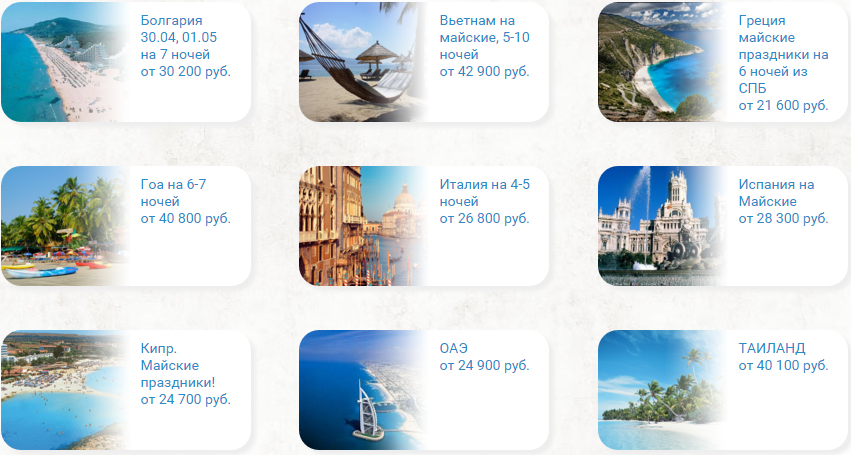 Болгария
30.04, 01.05
на 7 ночей
от 30 200 руб.
Вьетнам на
майские, 5-10
ночей
от 42 900 руб.
Греция
майские
праздники на
6 ночей из
СПБ
от 21 600 руб.
Гоа на 6-7
ночей
от 40 800 руб.
Италия на 4-5
ночей
от 26 800 руб.
Испания на
Майские
от 28 300 руб.
Кипр.
Майские
праздники!
от 24 700 руб.
ОАЭ
от 24 900 руб.
ТАИЛАНД
от 40 100 руб.